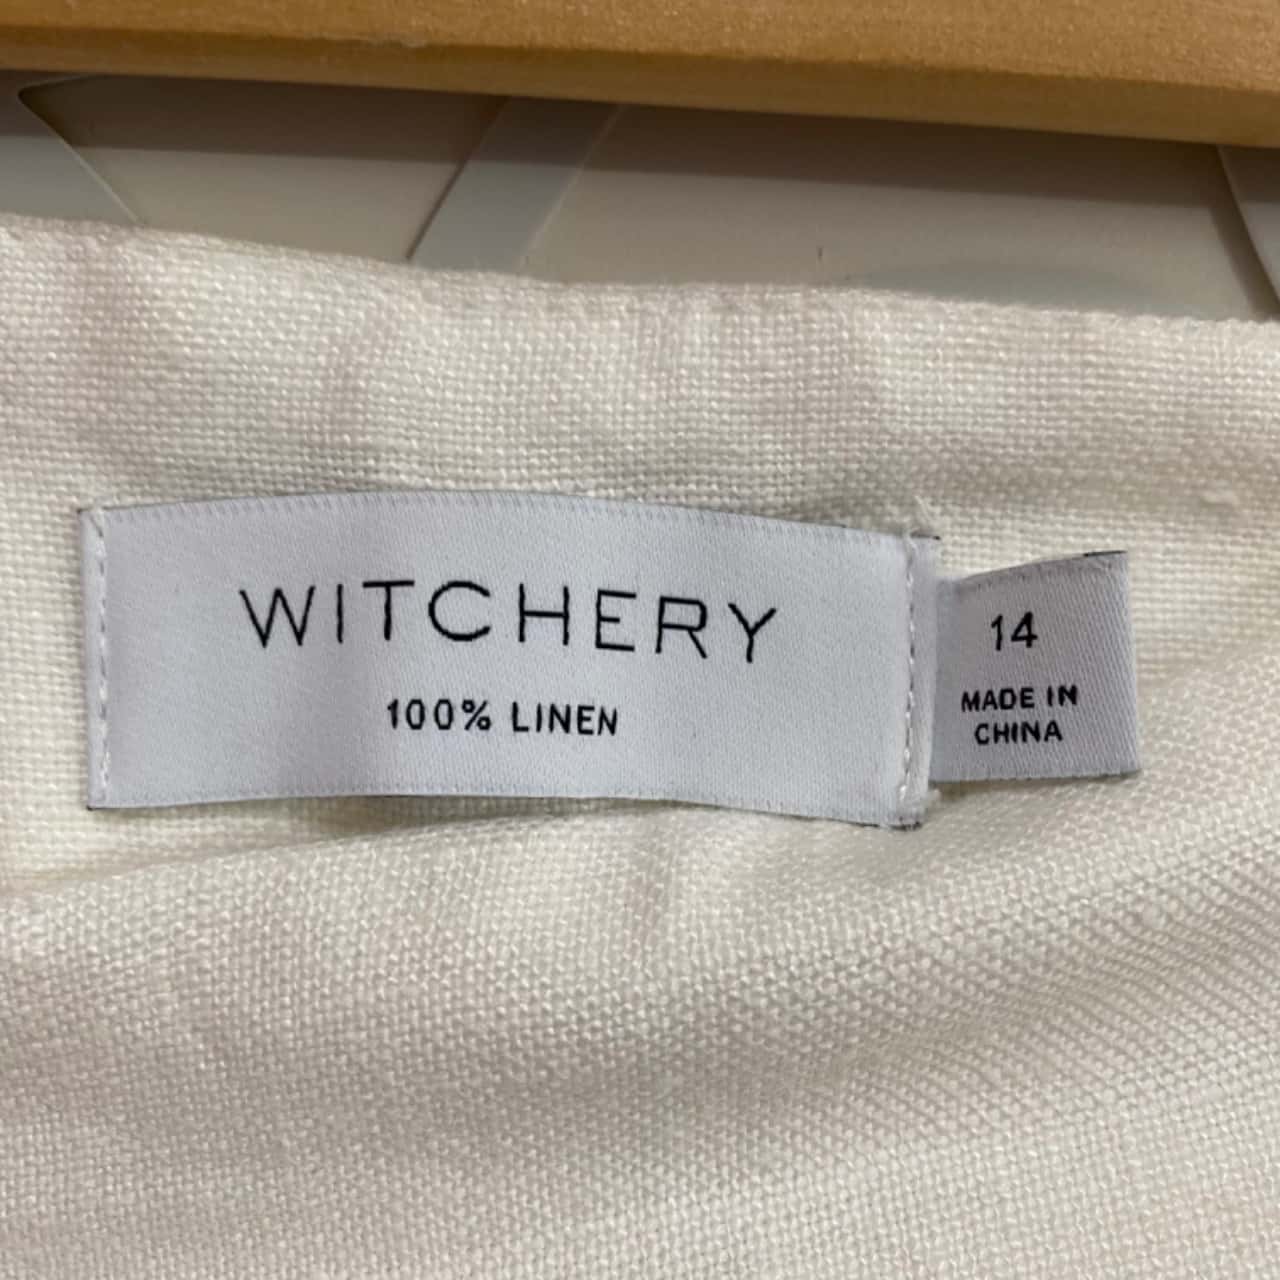 WITCHERY
100% LINEN
14
MADE IN
CHINA